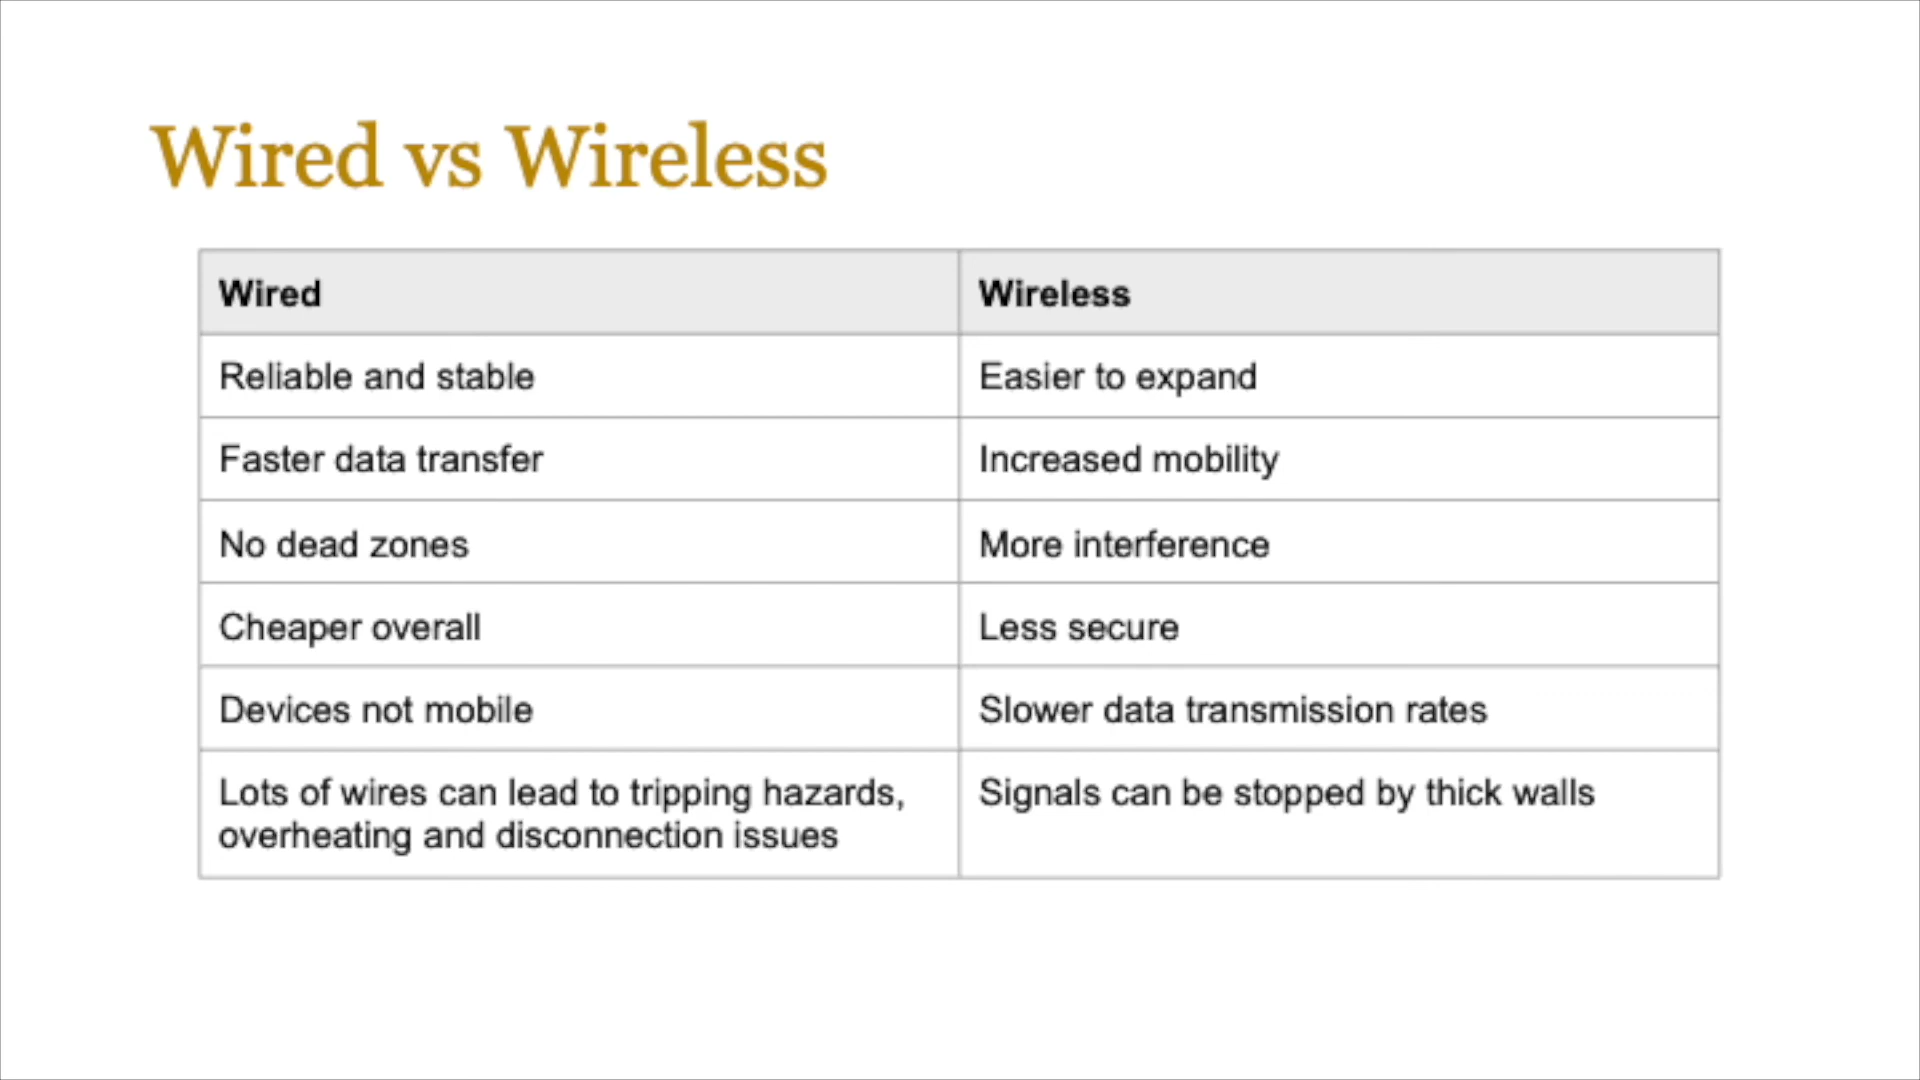 Wired vs Wireless
Wired
Wireless
Reliable and stable
Easier to expand
Faster data transfer
Increased mobility
No dead zones
More interference
Cheaper overall
Less secure
Devices not mobile
Slower data transmission rates
Lots of wires can lead to tripping hazards,
overheating and disconnection issues
Signals can be stopped by thick walls